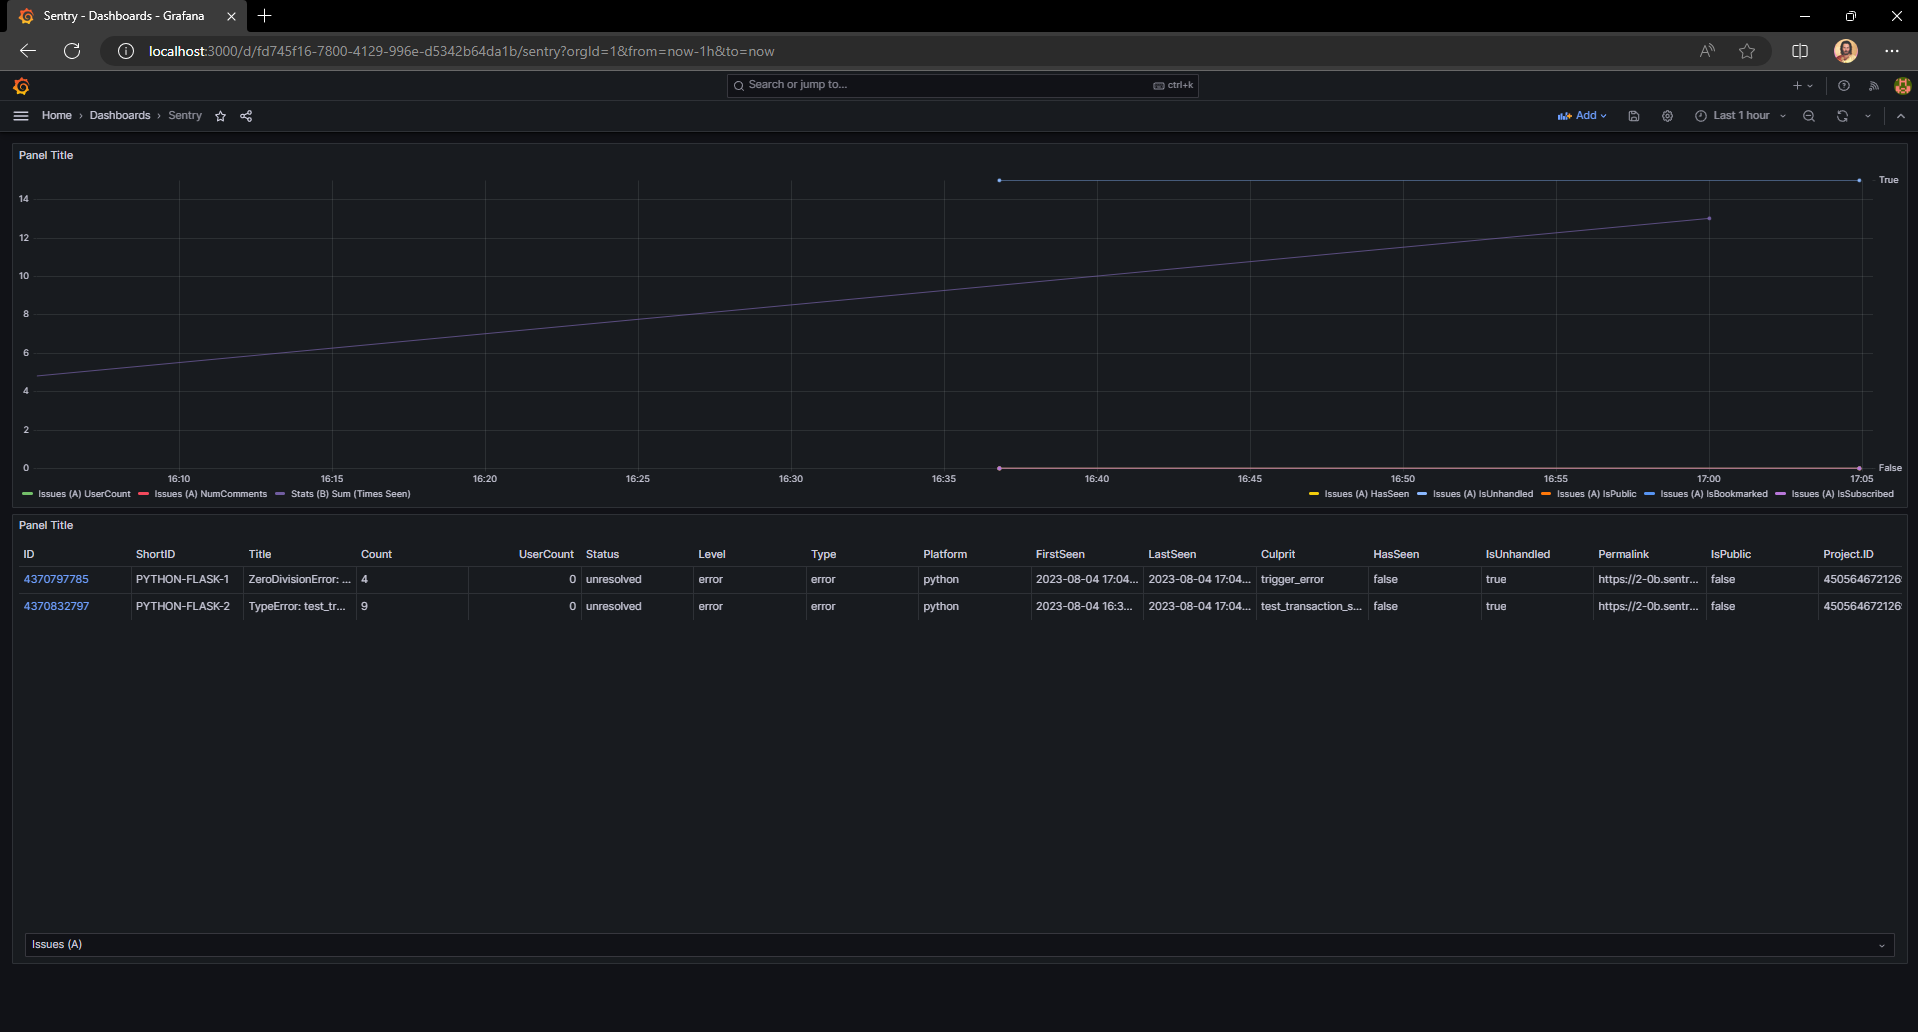 Sentry - Dashboards - Grafana
localhost:3000/d/fd745f16-7800-4129-996e-d5342b64da1b/sentry?orgId=1&from=now-1h&to=now
Search or jump to... ctrl+k
Home › Dashboards › Sentry Add Last 1 hour
Panel Title
14
12
10
8
6
4
2
0
True
False
16:10 16:15 16:20 16:25 16:30 16:35 16:40 16:45 16:50 16:55 17:00 17:05
Issues (A) UserCount Issues (A) NumComments Stats (B) Sum (Times Seen) Issues (A) HasSeen Issues (A) IsUnhandled Issues (A) IsPublic Issues (A) IsBookmarked Issues (A) IsSubscribed
Panel Title
ID ShortID Title Count UserCount Status Level Type Platform FirstSeen LastSeen Culprit HasSeen IsUnhandled Permalink IsPublic Project.ID
4370797785 PYTHON-FLASK-1 ZeroDivisionError: ... 4 0 unresolved error error python 2023-08-04 17:04... 2023-08-04 17:04... trigger_error false true https://2-0b.sentr... false 450564672126
4370832797 PYTHON-FLASK-2 TypeError: test_tr... 9 0 unresolved error error python 2023-08-04 16:3... 2023-08-04 17:04... test_transaction_s... false true https://2-0b.sentr... false 450564672126
Issues (A)